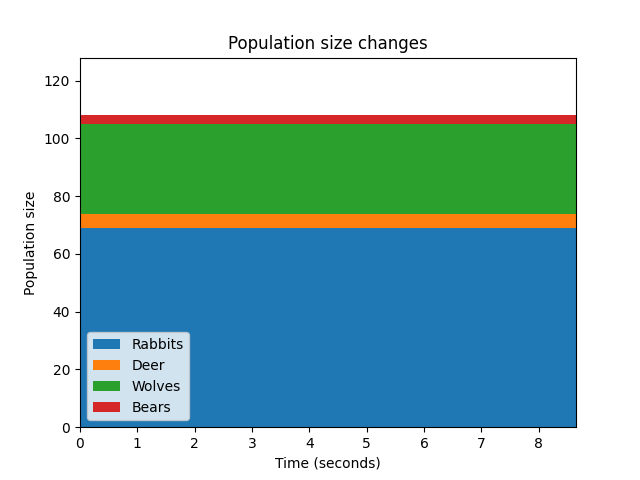 Population size changes
Population size
120
100
80
60
40
20
0
Rabbits
Deer
Wolves
Bears
0 1 2 3 4 5 6 7 8
Time (seconds)